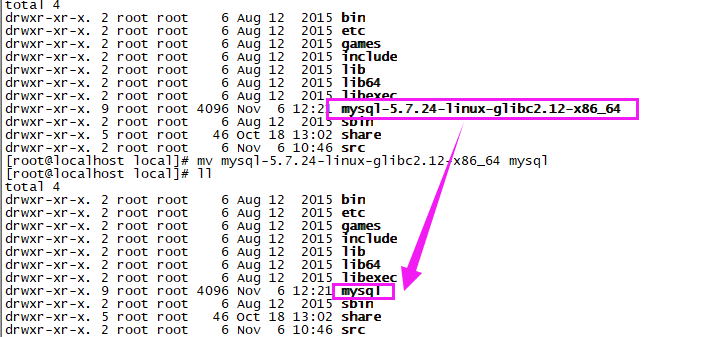 total 4
drwxr-xr-x. 2 root root    6 Aug 12  2015 bin
drwxr-xr-x. 2 root root    6 Aug 12  2015 etc
drwxr-xr-x. 2 root root    6 Aug 12  2015 games
drwxr-xr-x. 2 root root    6 Aug 12  2015 include
drwxr-xr-x. 2 root root    6 Aug 12  2015 lib
drwxr-xr-x. 2 root root    6 Aug 12  2015 lib64
drwxr-xr-x. 2 root root    6 Aug 12  2015 libexec
drwxr-xr-x. 9 root root 4096 Nov  6 12:21 mysql-5.7.24-linux-glibc2.12-x86_64
drwxr-xr-x. 2 root root    6 Aug 12  2015 sbin
drwxr-xr-x. 5 root root   46 Oct 18 13:02 share
drwxr-xr-x. 2 root root    6 Nov  6 10:46 src
[root@localhost local]# mv mysql-5.7.24-linux-glibc2.12-x86_64 mysql
[root@localhost local]# ll
total 4
drwxr-xr-x. 2 root root    6 Aug 12  2015 bin
drwxr-xr-x. 2 root root    6 Aug 12  2015 etc
drwxr-xr-x. 2 root root    6 Aug 12  2015 games
drwxr-xr-x. 2 root root    6 Aug 12  2015 include
drwxr-xr-x. 2 root root    6 Aug 12  2015 lib
drwxr-xr-x. 2 root root    6 Aug 12  2015 lib64
drwxr-xr-x. 2 root root    6 Aug 12  2015 libexec
drwxr-xr-x. 9 root root 4096 Nov  6 12:21 mysql
drwxr-xr-x. 2 root root    6 Aug 12  2015 sbin
drwxr-xr-x. 5 root root   46 Oct 18 13:02 share
drwxr-xr-x. 2 root root    6 Nov  6 10:46 src